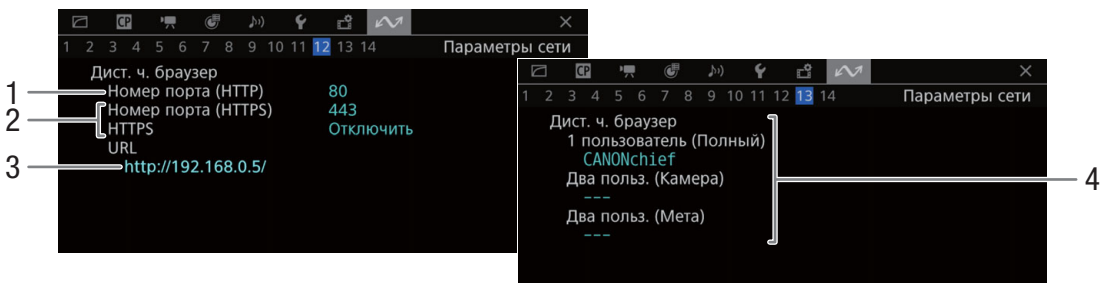 CP
1 2 3 4 5 6 7 8 9 10 11 12 13 14 Параметры сети
Дист. ч. браузер
1 Номер порта (HTTP) 80
2 Номер порта (HTTPS) 443
HTTPS Отключить
URL
3 http://192.168.0.5/
CP
1 2 3 4 5 6 7 8 9 10 11 12 13 14 Параметры сети
Дист. ч. браузер
1 пользователь (Полный)
CANONchief
Два польз. (Камера)
---
Два польз. (Мета)
---
4